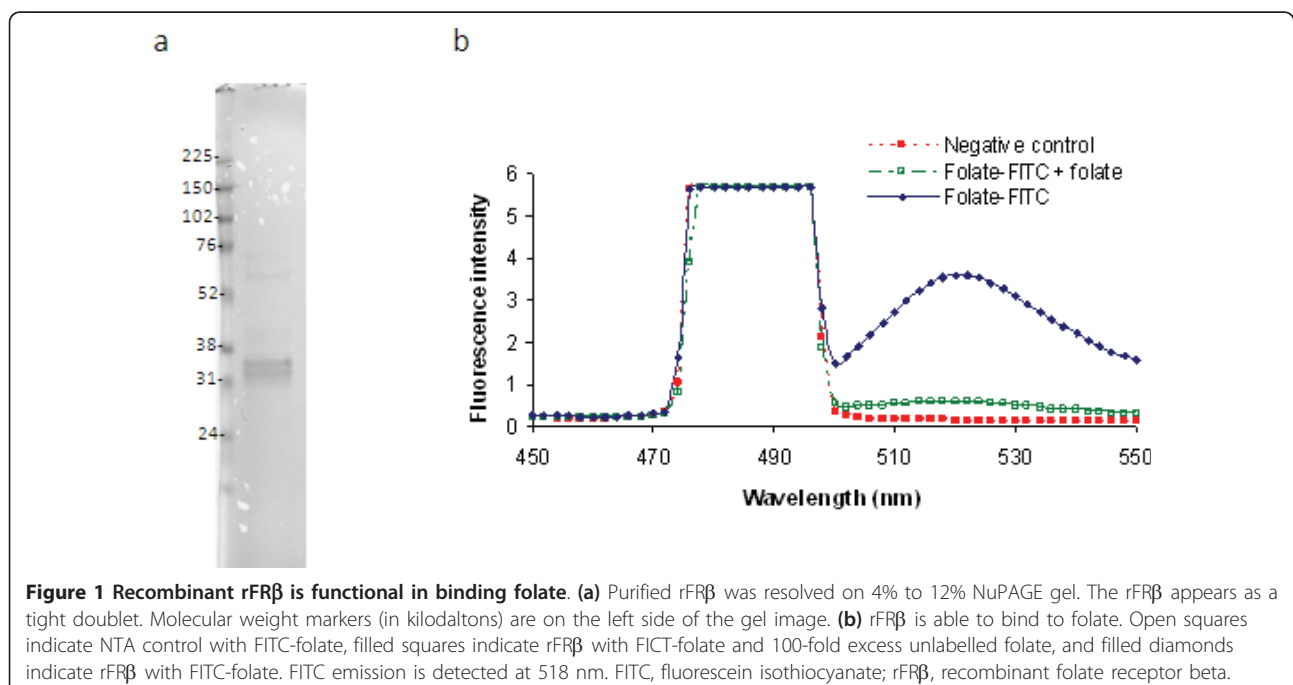 a
b
225-
150-
102-
76-
52-
38-
31-
24-
Negative control
Folate-FITC + folate
Folate-FITC
Fluorescence intensity
6
5
4
3
2
1
0
450
470
490
510
530
550
Wavelength (nm)
Figure 1 Recombinant rFRβ is functional in binding folate. (a) Purified rFRβ was resolved on 4% to 12% NuPAGE gel. The rFRβ appears as a
tight doublet. Molecular weight markers (in kilodaltons) are on the left side of the gel image. (b) rFRβ is able to bind to folate. Open squares
indicate NTA control with FITC-folate, filled squares indicate rFRβ with FICT-folate and 100-fold excess unlabelled folate, and filled diamonds
indicate rFRβ with FITC-folate. FITC emission is detected at 518 nm. FITC, fluorescein isothiocyanate; rFRβ, recombinant folate receptor beta.